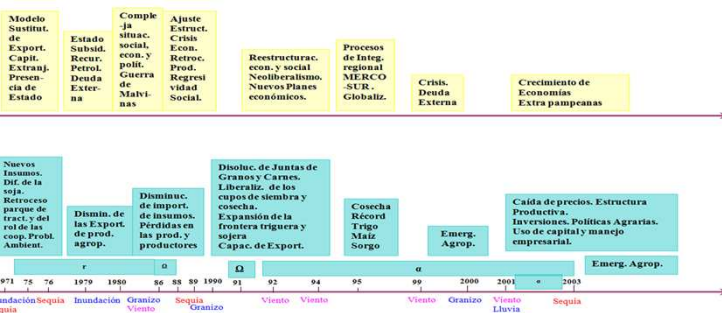 Modelo
Sustitut.
de
Export.
Capit.
Extranj.
Presen-
cia de
Estado
Estado
Subsid.
Recur.
Petrol.
Deuda
Exter-
na
Comple
-ja
situac.
social,
econ. y
polít.
Guerra
de
Malvi-
nas
Ajuste
Estruct.
Crisis
Econ.
Retroc.
Prod.
Regresi
vidad
Social.
Reestructurac.
econ. y social
Neoliberalismo.
Nuevos Planes
económicos.
Procesos
de Integ.
regional
MERCO
-SUR .
Globaliz.
Crisis.
Deuda
Externa
Crecimiento de
Economías
Extra pampeanas
Nuevos
Insumos.
Dif. de la
soja.
Retroceso
parque de
tract. y del
rol de las
coop. Probl.
Ambient.
Dismin. de
las Export.
de prod.
agrop.
Disminuc.
de import.
de insumos.
Pérdidas en
las prod. y
productores
Disoluc. de Juntas de
Granos y Carnes.
Liberaliz. de los
cupos de siembra y
cosecha.
Expansión de la
frontera triguera y
sojera
Capac. de Export.
Cosecha
Récord
Trigo
Maíz
Sorgo
Emerg.
Agrop.
Caída de precios. Estructura
Productiva.
Inversiones. Políticas Agrarias.
Uso de capital y manejo
empresarial.
Emerg. Agrop.
r Ω Ω α
1971 75 76 1979 1980 86 88 89 1990 91 92 94 95 99 2000 2001 2003
undación Sequía Inundación Granizo Sequía Viento Viento Viento Granizo Viento Sequía
quía Viento Granizo Lluvia